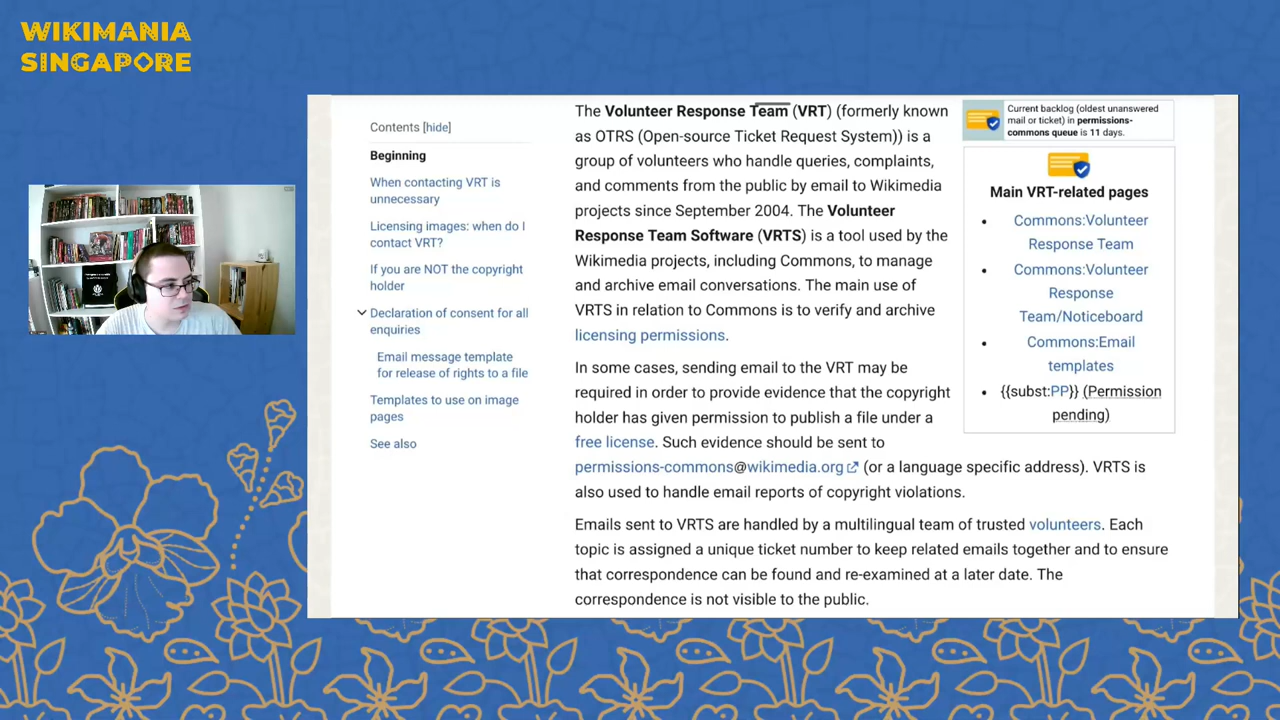 WIKIMANIA
SINGAPORE
Contents [hide]
Beginning
When contacting VRT is
unnecessary
Licensing images: when do I
contact VRT?
If you are NOT the copyright
holder
Declaration of consent for all
enquiries
Email message template
for release of rights to a file
Templates to use on image
pages
See also
The Volunteer Response Team (VRT) (formerly known
as OTRS (Open-source Ticket Request System)) is a
group of volunteers who handle queries, complaints,
and comments from the public by email to Wikimedia
projects since September 2004. The Volunteer
Response Team Software (VRTS) is a tool used by the
Wikimedia projects, including Commons, to manage
and archive email conversations. The main use of
VRTS in relation to Commons is to verify and archive
licensing permissions.
In some cases, sending email to the VRT may be
required in order to provide evidence that the copyright
holder has given permission to publish a file under a
free license. Such evidence should be sent to
permissions-commons@wikimedia.org (or a language specific address). VRTS is
also used to handle email reports of copyright violations.
Emails sent to VRTS are handled by a multilingual team of trusted volunteers. Each
topic is assigned a unique ticket number to keep related emails together and to ensure
that correspondence can be found and re-examined at a later date. The
correspondence is not visible to the public.
Current backlog (oldest unanswered
mail or ticket) in permissions-
commons queue is 11 days.
Main VRT-related pages
Commons:Volunteer
Response Team
Commons:Volunteer
Response
Team/Noticeboard
Commons:Email
templates
{{subst:PP}} (Permission
pending)